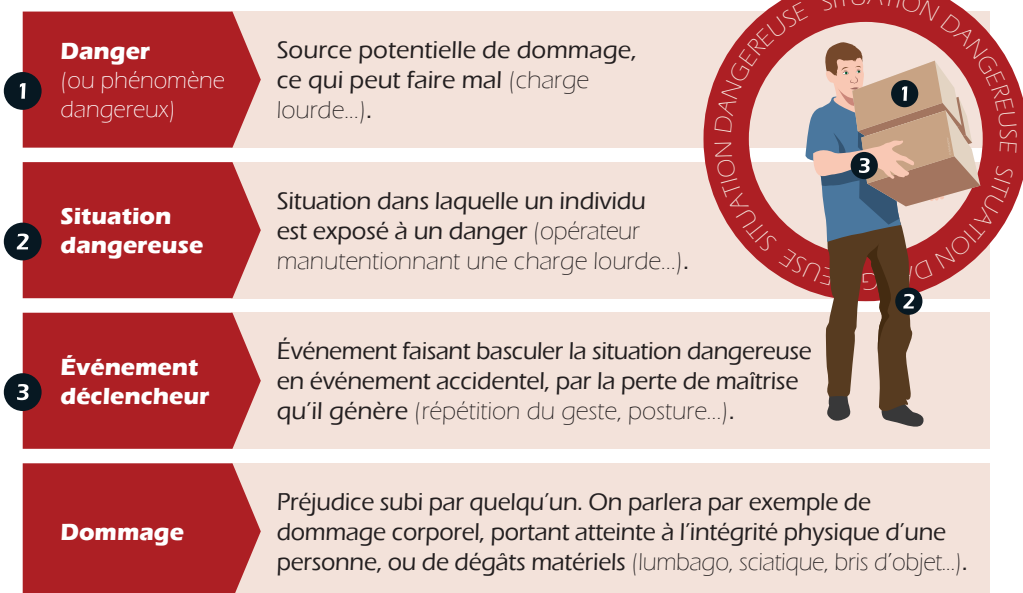 SITUATION DANGEREUSE SITUATION DANGEREUSE SITUATION DANGEREUSE
1
Danger
(ou phénomène
dangereux)
Source potentielle de dommage,
ce qui peut faire mal (charge
lourde...).
1
3
2
2
Situation
dangereuse
Situation dans laquelle un individu
est exposé à un danger (opérateur
manutentionnant une charge lourde...).
3
Événement
déclencheur
Événement faisant basculer la situation dangereuse
en événement accidentel, par la perte de maîtrise
qu'il génère (répétition du geste, posture...).
Dommage
Préjudice subi par quelqu'un. On parlera par exemple de
dommage corporel, portant atteinte à l'intégrité physique d'une
personne, ou de dégâts matériels (lumbago, sciatique, bris d'objet...).